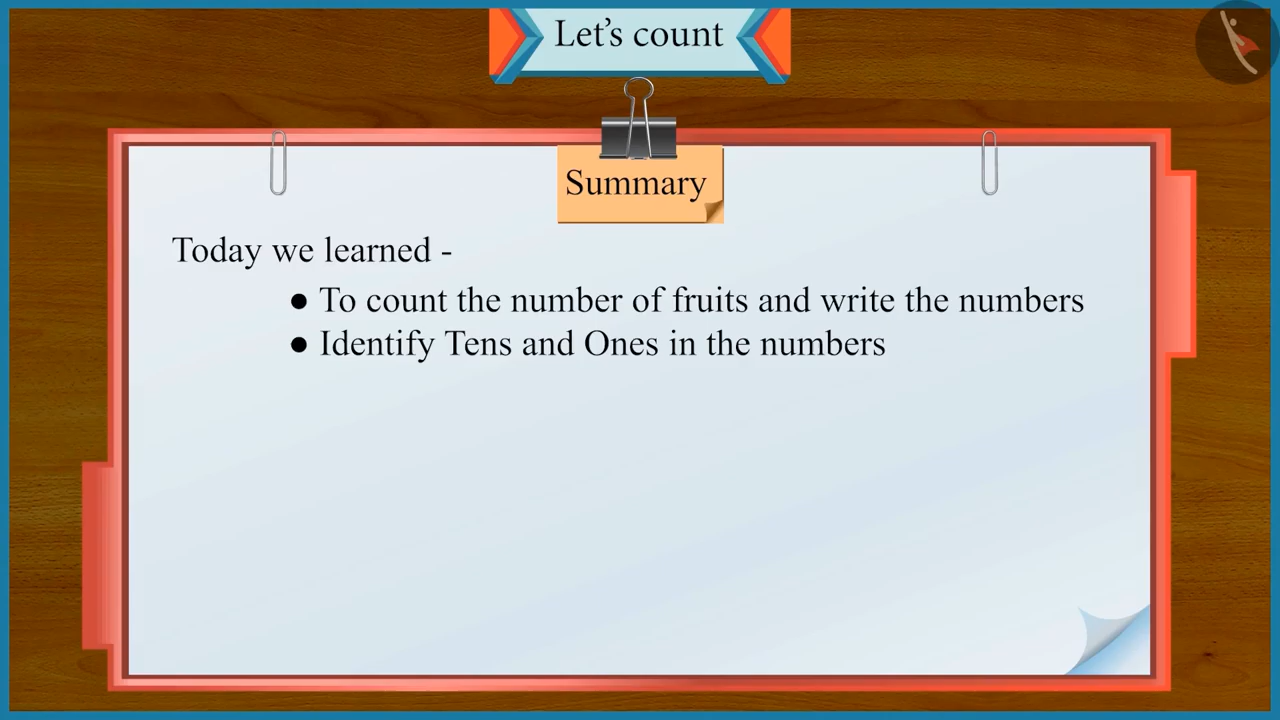 Let's count
Summary
Today we learned -
● To count the number of fruits and write the numbers
● Identify Tens and Ones in the numbers